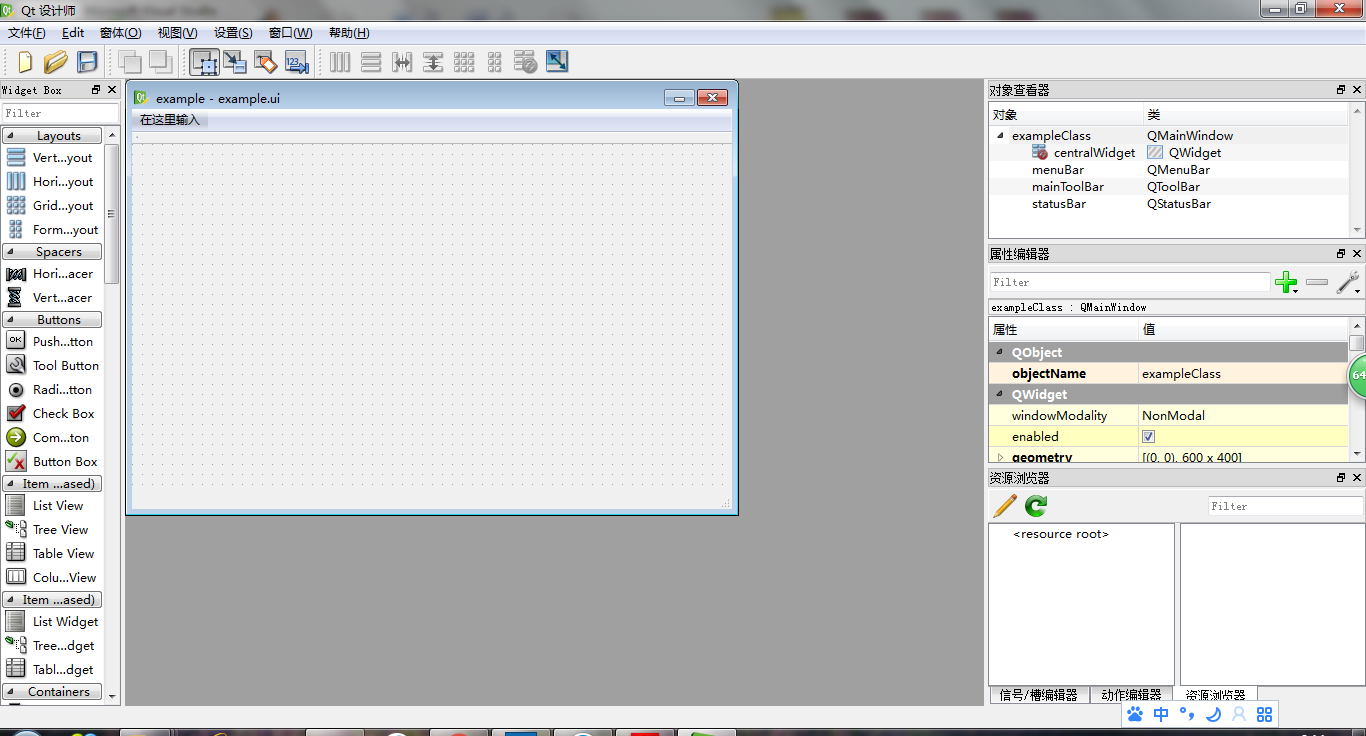 Qt 设计师
文件(F) Edit 窗体(O) 视图(V) 设置(S) 窗口(W) 帮助(H)
Widget Box
Filter
Layouts
Vert...yout
Hori...yout
Grid...yout
Form...yout
Spacers
Hori...acer
Vert...acer
Buttons
OK Push...tton
Tool Button
Radi...tton
Check Box
Com...ton
Button Box
Item ...ased)
List View
Tree View
Table View
Colu...View
Item ...ased)
List Widget
Tree...dget
Tabl...dget
Containers
example - example.ui
在这里输入
对象查看器
对象 类
exampleClass QMainWindow
centralWidget QWidget
menuBar QMenuBar
mainToolBar QToolBar
statusBar QStatusBar
属性编辑器
Filter
exampleClass : QMainWindow
属性 值
QObject
objectName exampleClass
QWidget
windowModality NonModal
enabled
geometry [(0, 0), 600 x 400]
64
资源浏览器
Filter
<resource root>
信号/槽编辑器 动作编辑器 资源浏览器
中